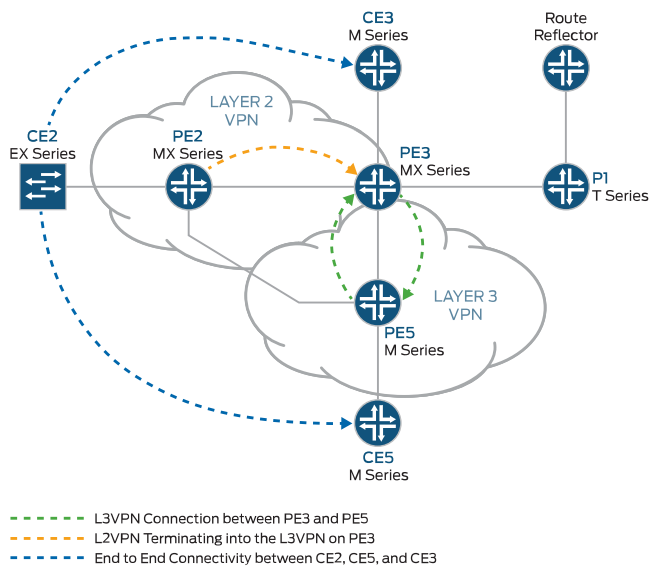 CE3
M Series
Route
Reflector
LAYER 2
VPN
CE2
EX Series
PE2
MX Series
PE3
MX Series
P1
T Series
LAYER 3
VPN
PE5
M Series
CE5
M Series
L3VPN Connection between PE3 and PE5
L2VPN Terminating into the L3VPN on PE3
End to End Connectivity between CE2, CE5, and CE3